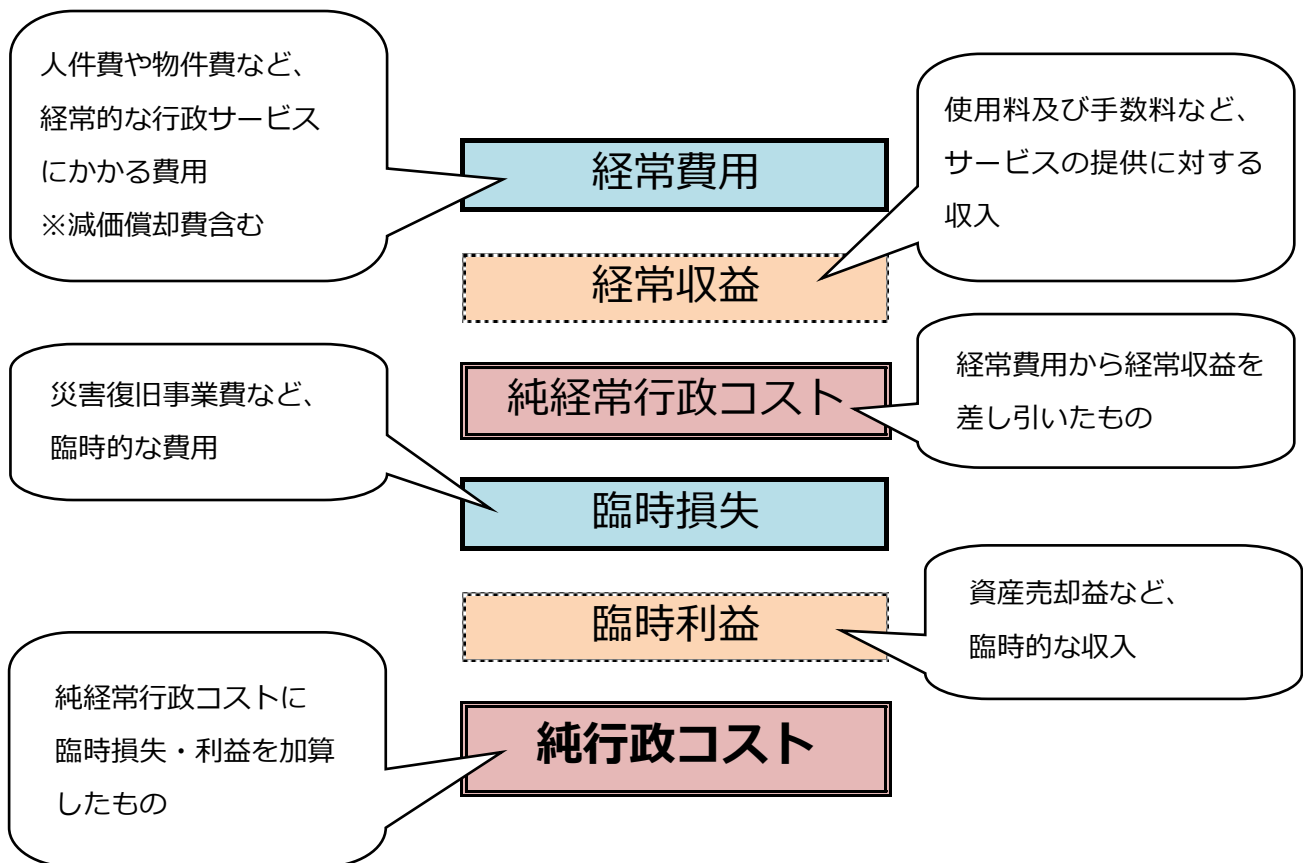 人件費や物件費など、
経常的な行政サービス
にかかる費用
※減価償却費含む
経常費用
使用料及び手数料など、
サービスの提供に対する
収入
経常収益
純経常行政コスト
経常費用から経常収益を
差し引いたもの
災害復旧事業費など、
臨時的な費用
臨時損失
臨時利益
資産売却益など、
臨時的な収入
純経常行政コストに
臨時損失・利益を加算
したもの
純行政コスト